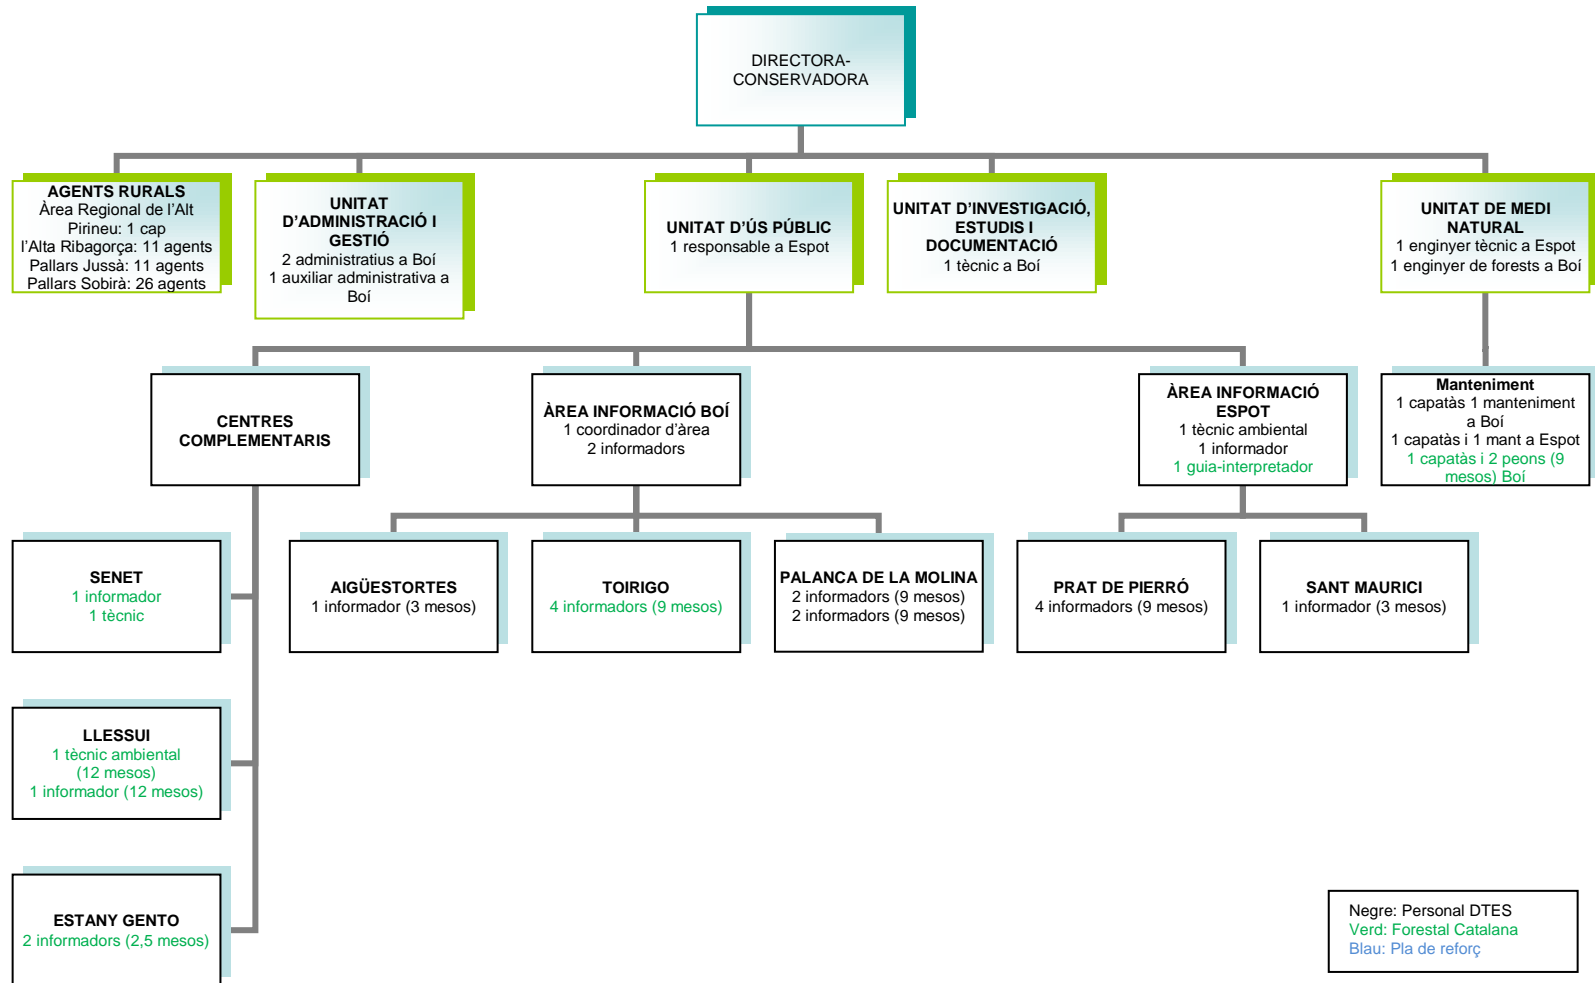 DIRECTORA-
CONSERVADORA
AGENTS RURALS
Àrea Regional de l'Alt
Pirineu: 1 cap
l'Alta Ribagorça: 11 agents
Pallars Jussà: 11 agents
Pallars Sobirà: 26 agents
UNITAT
D'ADMINISTRACIÓ I
GESTIÓ
2 administratius a Boí
1 auxiliar administrativa a
Boí
UNITAT D'ÚS PÚBLIC
1 responsable a Espot
UNITAT D'INVESTIGACIÓ,
ESTUDIS I
DOCUMENTACIÓ
1 tècnic a Boí
UNITAT DE MEDI
NATURAL
1 enginyer tècnic a Espot
1 enginyer de forests a Boí
CENTRES
COMPLEMENTARIS
ÀREA INFORMACIÓ BOÍ
1 coordinador d'àrea
2 informadors
ÀREA INFORMACIÓ
ESPOT
1 tècnic ambiental
1 informador
1 guia-interpretador
Manteniment
1 capatàs 1 manteniment
a Boí
1 capatàs i 1 mant a Espot
1 capatàs i 2 peons (9
mesos) Boí
SENET
1 informador
1 tècnic
AIGÜESTORTES
1 informador (3 mesos)
TOIRIGO
4 informadors (9 mesos)
PALANCA DE LA MOLINA
2 informadors (9 mesos)
2 informadors (9 mesos)
PRAT DE PIERRÓ
4 informadors (9 mesos)
SANT MAURICI
1 informador (3 mesos)
LLESSUI
1 tècnic ambiental
(12 mesos)
1 informador (12 mesos)
ESTANY GENTO
2 informadors (2,5 mesos)
Negre: Personal DTES
Verd: Forestal Catalana
Blau: Pla de reforç